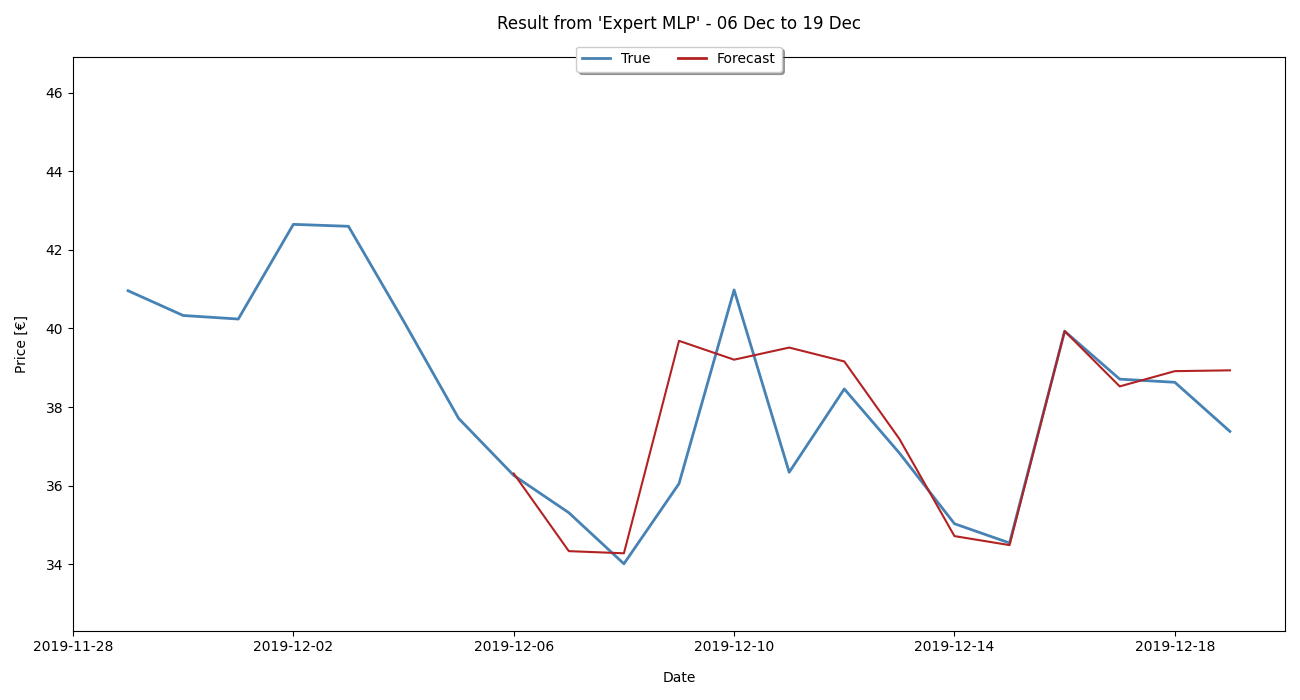 Result from 'Expert MLP' - 06 Dec to 19 Dec
True
Forecast
46
44
42
40
38
36
34
Price [€]
2019-11-28
2019-12-02
2019-12-06
2019-12-10
2019-12-14
2019-12-18
Date